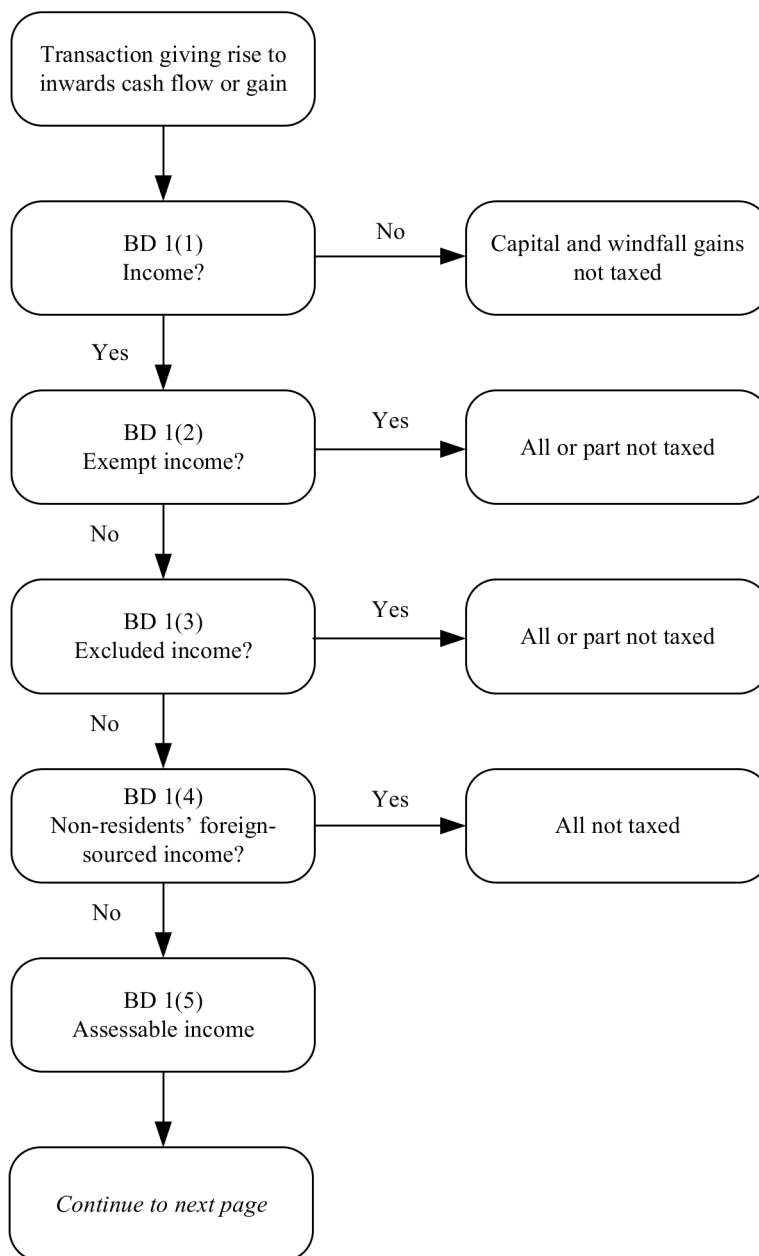 Transaction giving rise to
inwards cash flow or gain
BD 1(1)
Income?
No
Capital and windfall gains
not taxed
Yes
BD 1(2)
Exempt income?
Yes
All or part not taxed
No
BD 1(3)
Excluded income?
Yes
All or part not taxed
No
BD 1(4)
Non-residents’ foreign-
sourced income?
Yes
All not taxed
No
BD 1(5)
Assessable income
Continue to next page